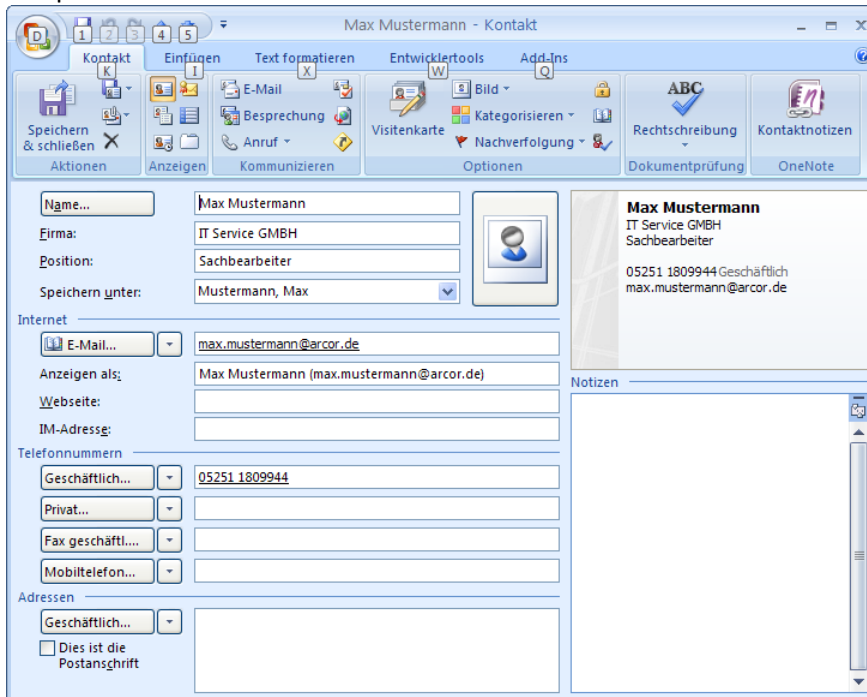 Max Mustermann - Kontakt
D
1 2 3 4 5
Kontakt Einfügen Text formatieren Entwicklertools Add-Ins
K I X W Q
Speichern
& schließen
E-Mail
Besprechung
Anruf
Visitenkarte
Bild
Kategorisieren
Nachverfolgung
ABC
Rechtschreibung
Kontaktnotizen
Aktionen Anzeigen Kommunizieren Optionen Dokumentprüfung OneNote
Name... Max Mustermann
Firma: IT Service GMBH
Position: Sachbearbeiter
Speichern unter: Mustermann, Max
Internet
E-Mail... max.mustermann@arcor.de
Anzeigen als: Max Mustermann (max.mustermann@arcor.de)
Webseite:
IM-Adresse:
Telefonnummern
Geschäftlich... 05251 1809944
Privat...
Fax geschäftl....
Mobiltelefon...
Adressen
Geschäftlich...
Dies ist die
Postanschrift
Max Mustermann
IT Service GMBH
Sachbearbeiter
05251 1809944 Geschäftlich
max.mustermann@arcor.de
Notizen